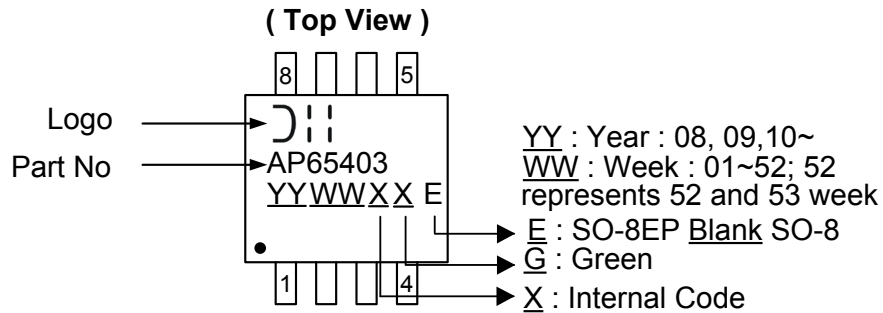 ( Top View )
8 5
Logo
Part No
AP65403
YYWWXX E
1 4
YY : Year : 08, 09,10~
WW : Week : 01~52; 52
represents 52 and 53 week
E : SO-8EP Blank SO-8
G : Green
X : Internal Code